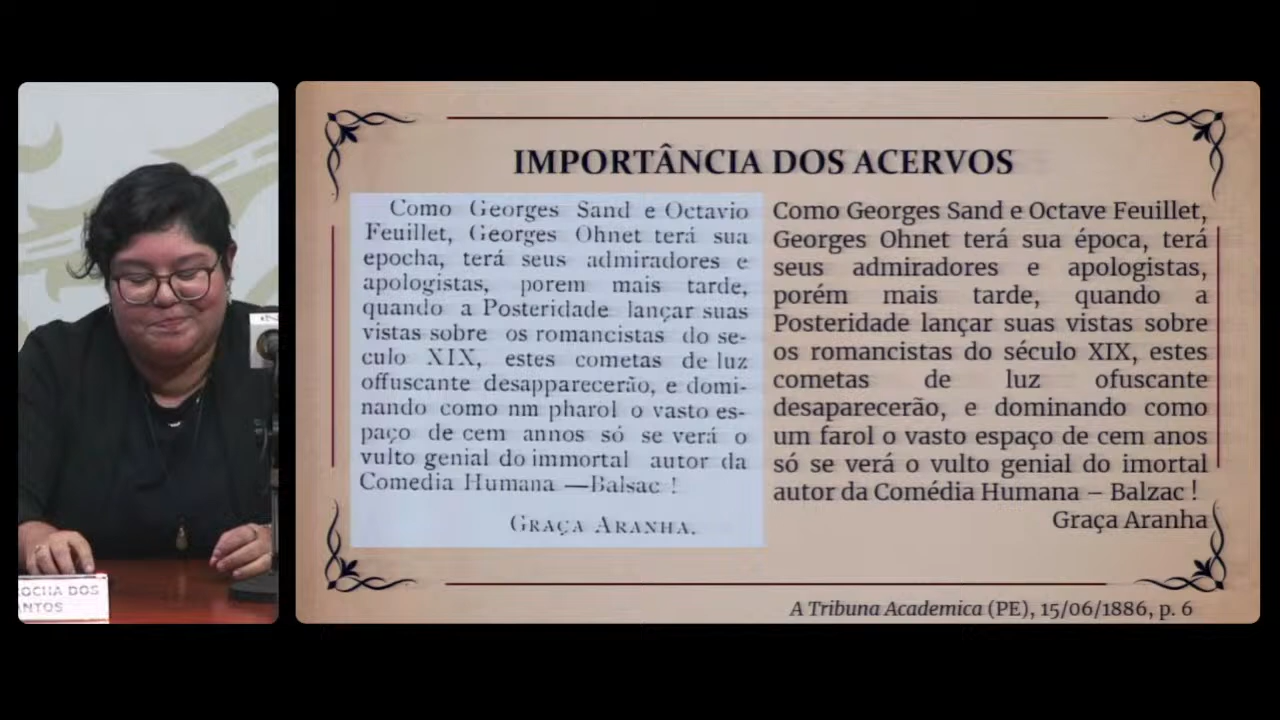 IMPORTÂNCIA DOS ACERVOS
Como Georges Sand e Octavio
Feuillet, Georges Ohnet terá sua
epocha, terá seus admiradores e
apologistas, porem mais tarde,
quando a Posteridade lançar suas
vistas sobre os romancistas do se-
culo XIX, estes cometas de luz
offuscante desapparecerão, e domi-
nando como nm pharol o vasto es-
paço de cem annos só se verá o
vulto genial do immortal autor da
Comedia Humana —Balsac !
GRAÇA ARANHA.
Como Georges Sand e Octave Feuillet,
Georges Ohnet terá sua época, terá
seus admiradores e apologistas,
porém mais tarde, quando a
Posteridade lançar suas vistas sobre
os romancistas do século XIX, estes
cometas de luz ofuscante
desaparecerão, e dominando como
um farol o vasto espaço de cem anos
só se verá o vulto genial do imortal
autor da Comédia Humana – Balzac !
Graça Aranha
A Tribuna Academica (PE), 15/06/1886, p. 6
OCHA DOS
NTOS